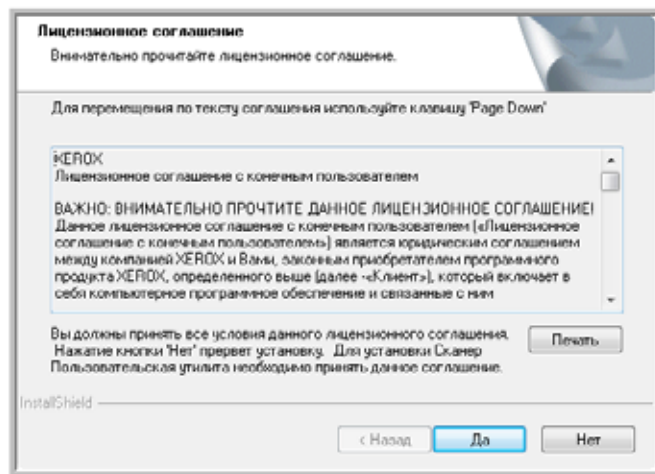 Лицензионное соглашение
Внимательно прочитайте лицензионное соглашение.
Для перемещения по тексту соглашения используйте клавишу 'Page Down'
XEROX
Лицензионное соглашение с конечным пользователем
ВАЖНО: ВНИМАТЕЛЬНО ПРОЧТИТЕ ДАННОЕ ЛИЦЕНЗИОННОЕ СОГЛАШЕНИЕ!
Данное лицензионное соглашение с конечным пользователем («Лицензионное
соглашение с конечным пользователем») является юридическим соглашением
между компанией XEROX и Вами, законным приобретателем программного
продукта XEROX, определенного выше (далее -«Клиент»), который включает в
себя компьютерное программное обеспечение и связанные с ним
Вы должны принять все условия данного лицензионного соглашения.
Нажатие кнопки 'Нет' прервет установку. Для установки Сканер
Пользовательская утилита необходимо принять данное соглашение.
Печать
InstallShield
< Назад
Да
Нет